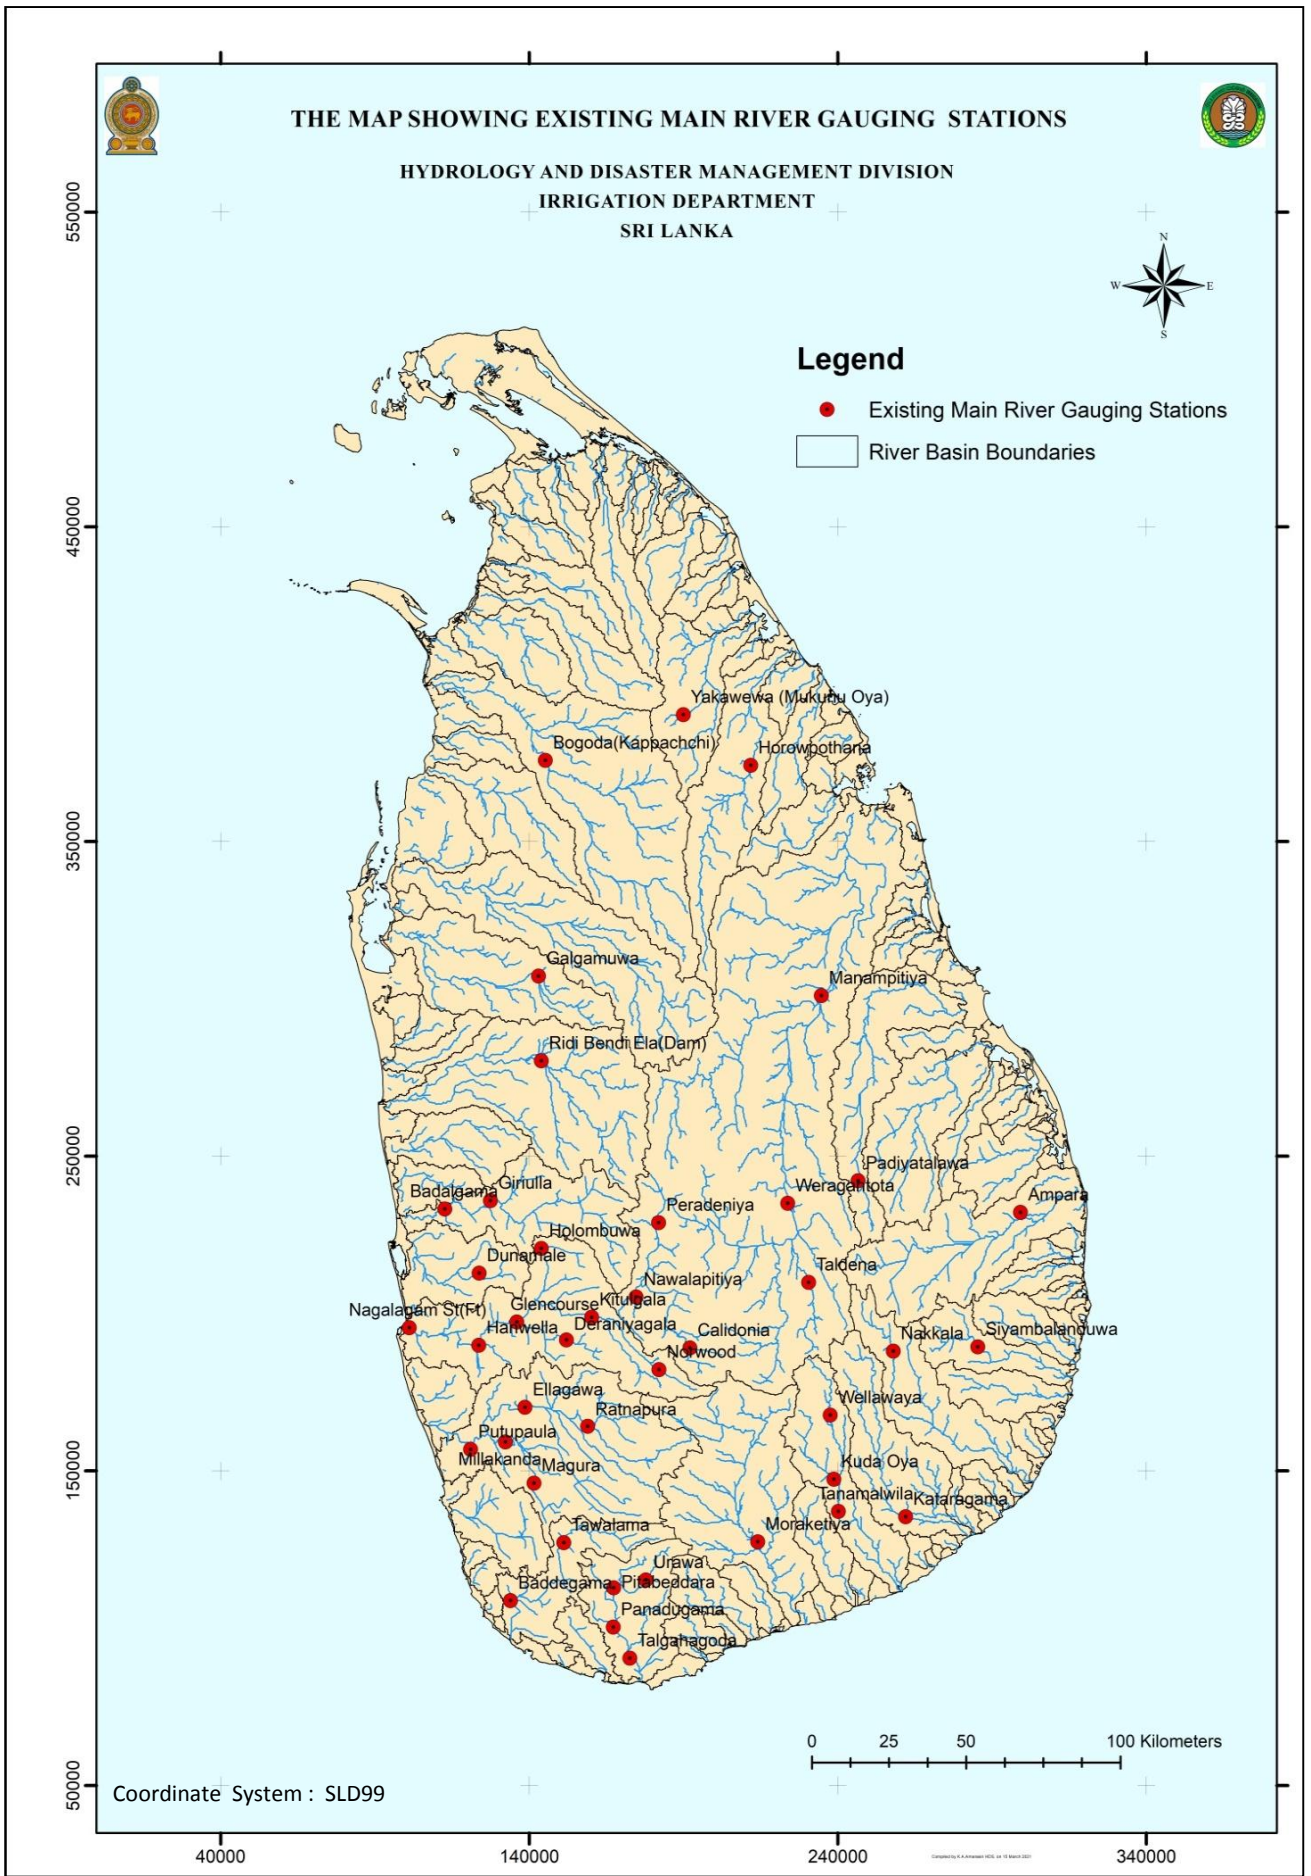 THE MAP SHOWING EXISTING MAIN RIVER GAUGING STATIONS
HYDROLOGY AND DISASTER MANAGEMENT DIVISION
IRRIGATION DEPARTMENT
SRI LANKA
N
W
E
S
Legend
Existing Main River Gauging Stations
River Basin Boundaries
550000
450000
350000
250000
150000
50000
Yakawewa (Mukunu Oya)
Bogoda(Kappachchi)
Horowpothana
Galgamuwa
Manampitiya
Ridi Bendi Ela(Dam)
Padiyatalawa
Giriulla
Badalgama
Weragantota
Ampara
Peradeniya
Holombuwa
Dunamale
Taldena
Nawalapitiya
Kitulgala
Nagalagam St(Ft)
Glencourse
Hanwella
Deraniyagala
Calidonia
Norwood
Nakkala
Siyambalanduwa
Ellagawa
Ratnapura
Wellawaya
Putupaula
Millakanda
Magura
Kuda Oya
Tanamalwila
Kataragama
Tawalama
Moraketiya
Urawa
Baddegama
Pitabeddara
Panadugama
Talgahagoda
0 25 50 100 Kilometers
Coordinate System : SLD99
40000 140000 240000 340000